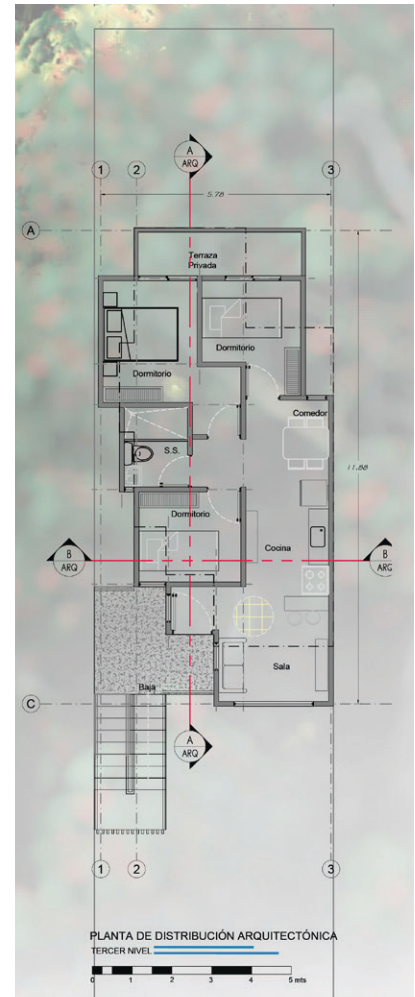 A
ARQ
1
2
3
5.78
A
Terraza
Privada
Dormitorio
Dormitorio
Comedor
S.S.
11.88
Dormitorio
Cocina
B
ARQ
B
ARQ
Sala
Baja
C
A
ARQ
1
2
3
PLANTA DE DISTRIBUCIÓN ARQUITECTÓNICA
TERCER NIVEL
0 1 2 3 4 5 mts